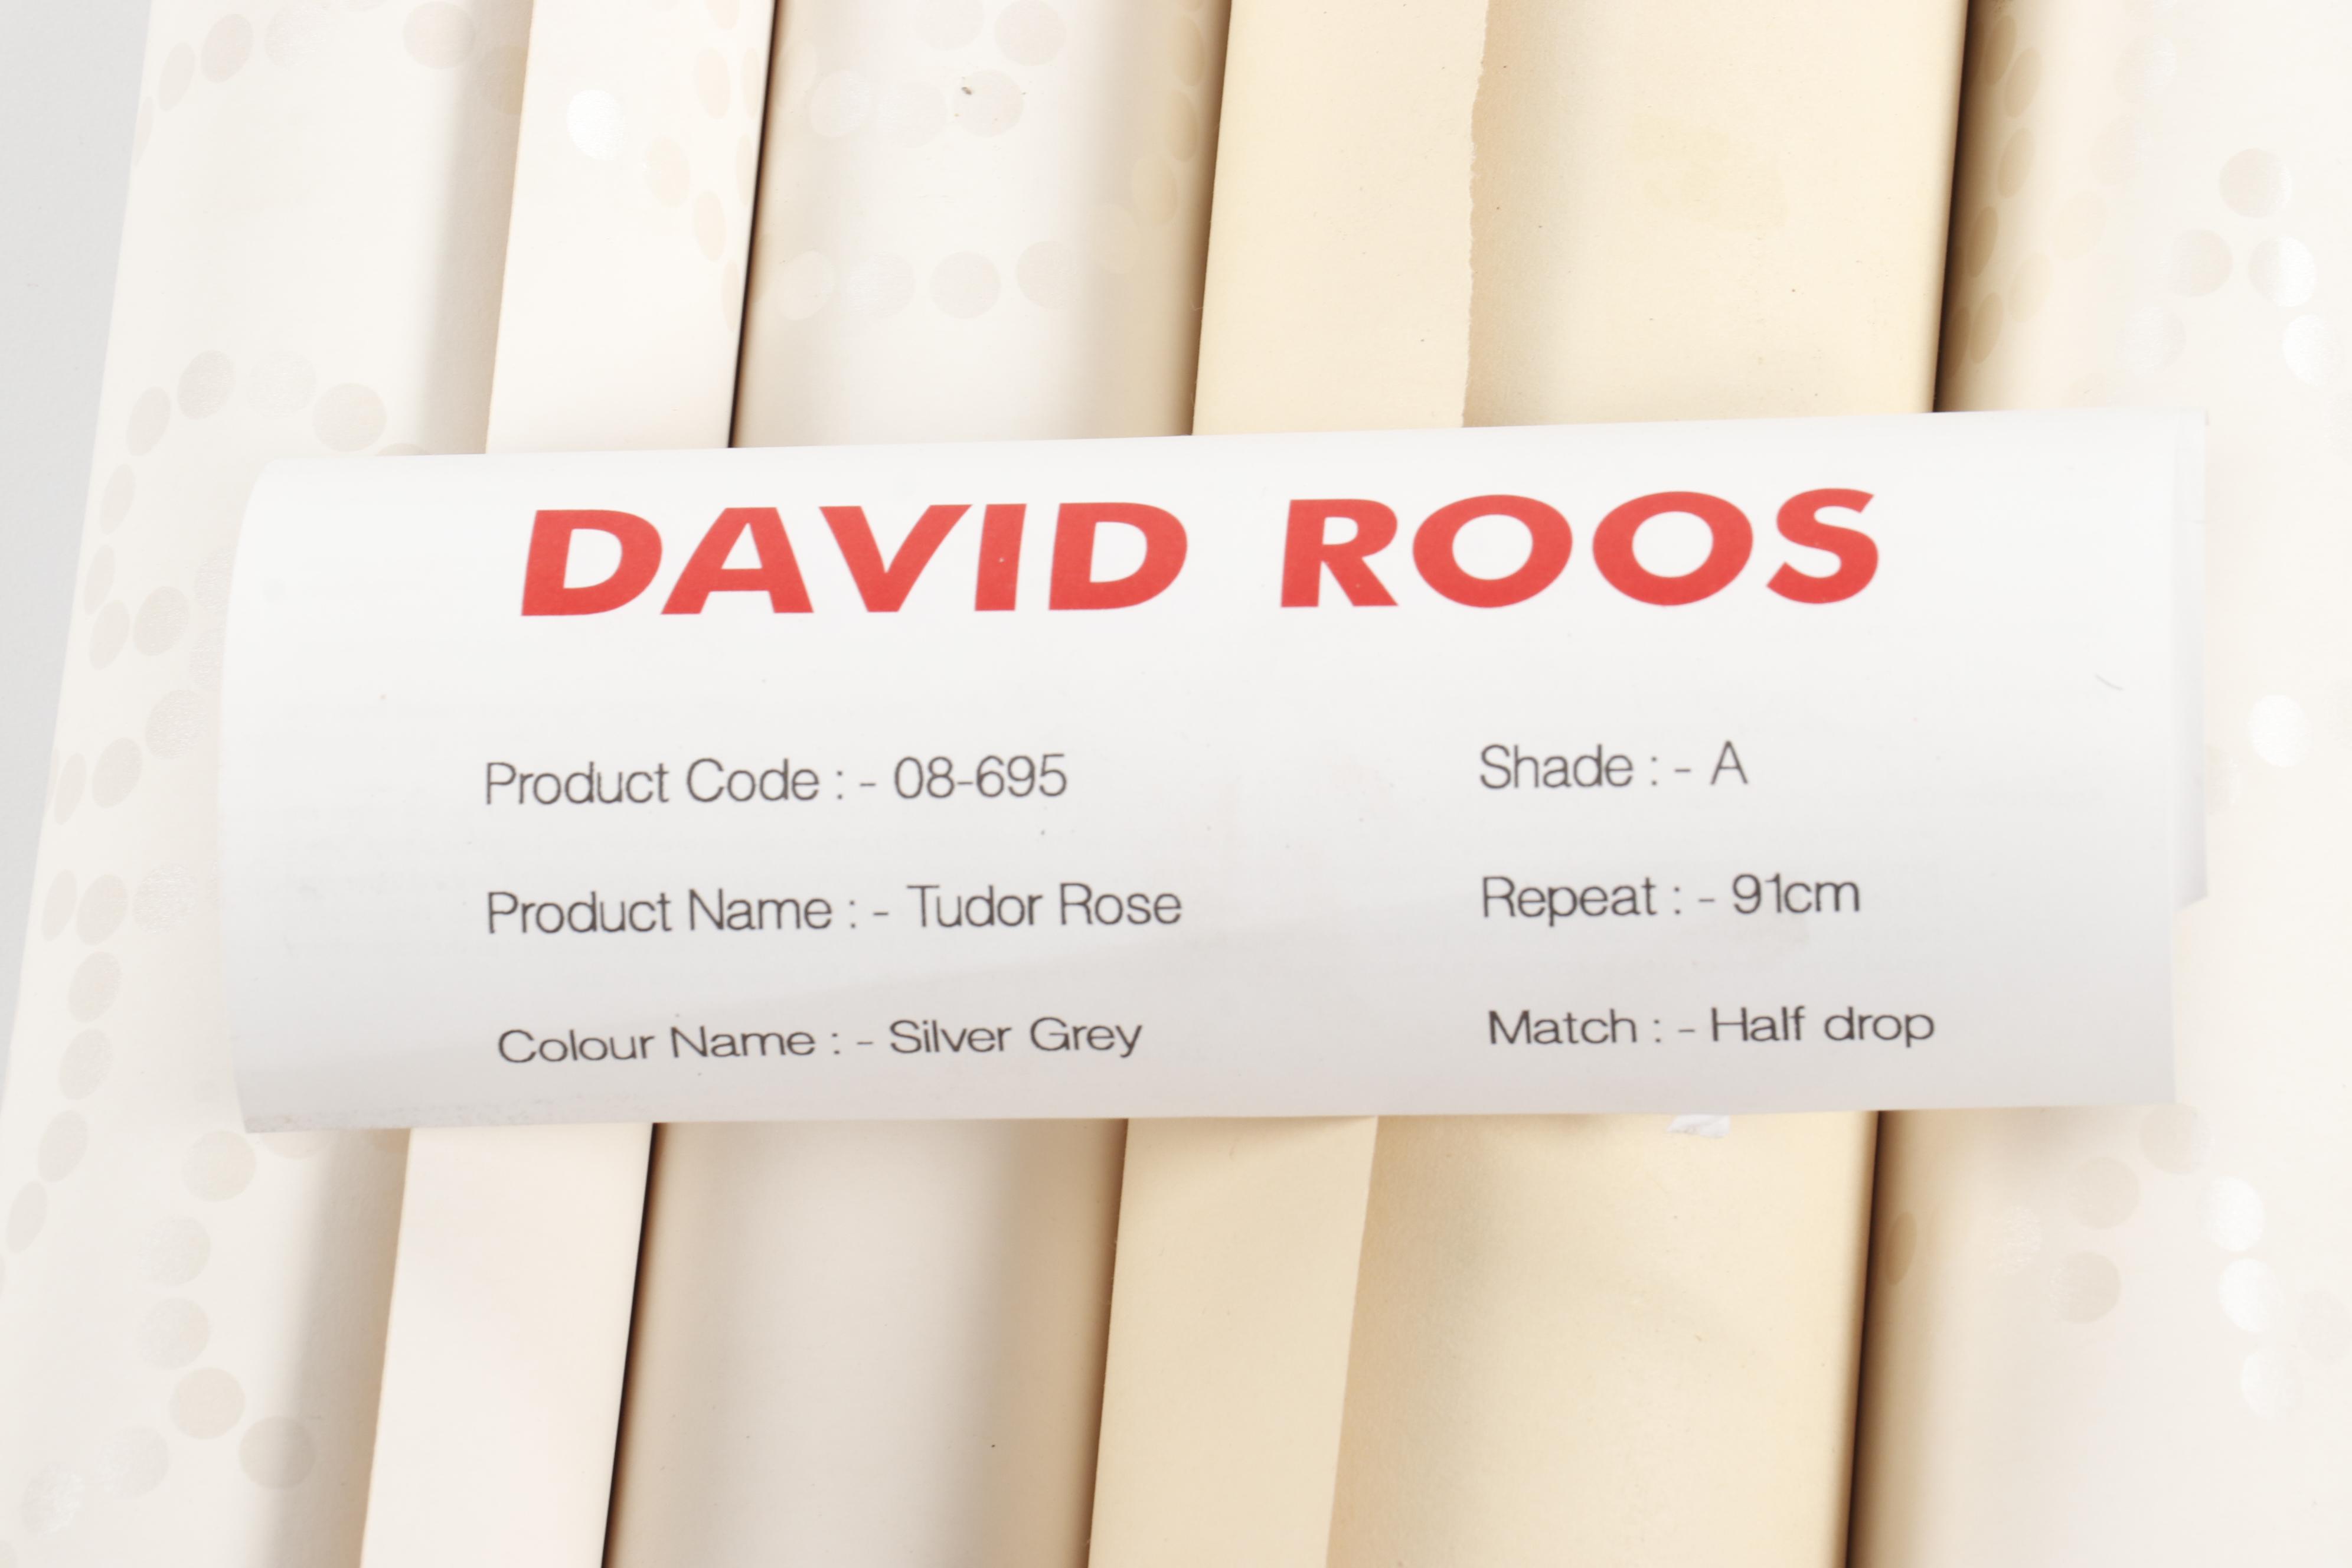 DAVID ROOS
Product Code : - 08-695
Shade : - A
Product Name : - Tudor Rose
Repeat : - 91cm
Colour Name : - Silver Grey
Match : - Half drop